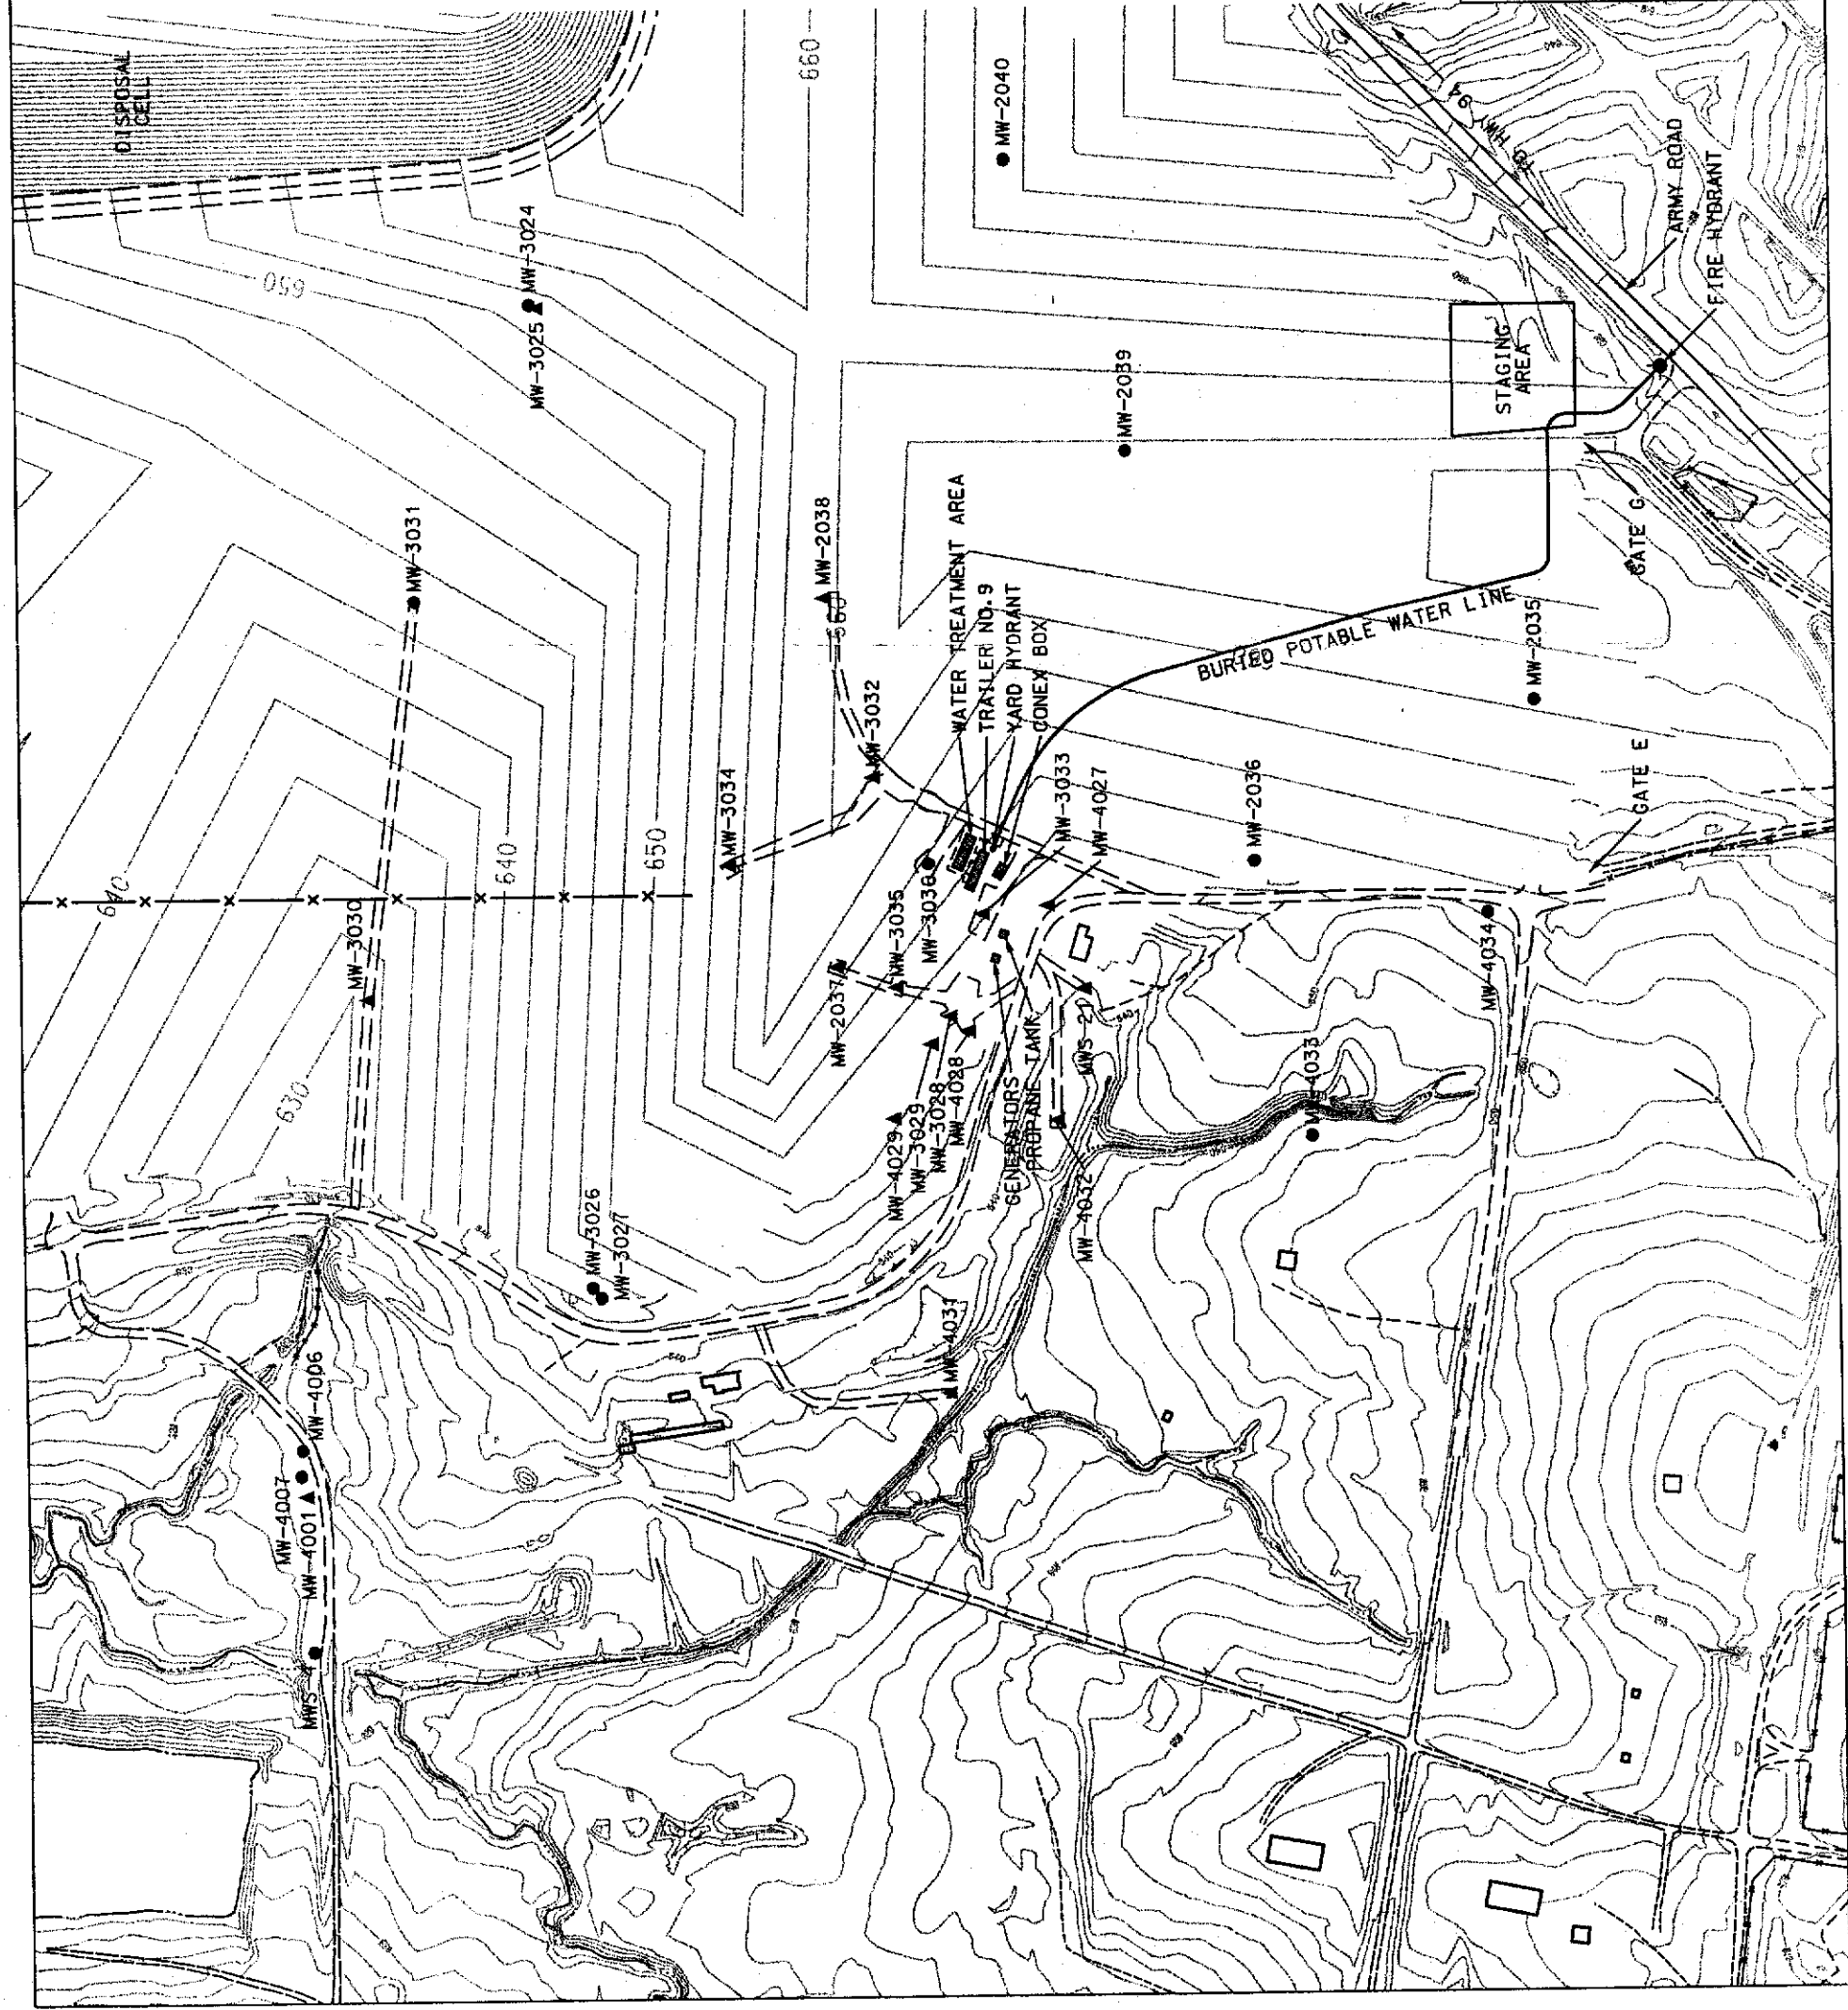 DISPOSAL
CELL
660
MW-2040
MW-3024
MW-3025
650
HWY 94
ARMY ROAD
FIRE HYDRANT
STAGING
AREA
MW-2039
MW-3031
MW-2038
WATER TREATMENT AREA
TRAILER NO.9
YARD HYDRANT
CONEX BOX
GATE G
BURIED POTABLE WATER LINE
MW-2035
MW-3032
MW-3034
MW-3033
MW-4027
MW-2036
GATE E
640
640
650
MW-3030
MW-3035
MW-3036
MW-2037
MW-4034
630
MW-4029
MW-3029
MW-3028
MW-4028
GENERATORS
PROPANE TANK
MWS-21
MW-4033
MW-4032
MW-3026
MW-3027
MW-4031
MW-4006
MW-4007
MW-4001
MWS-4